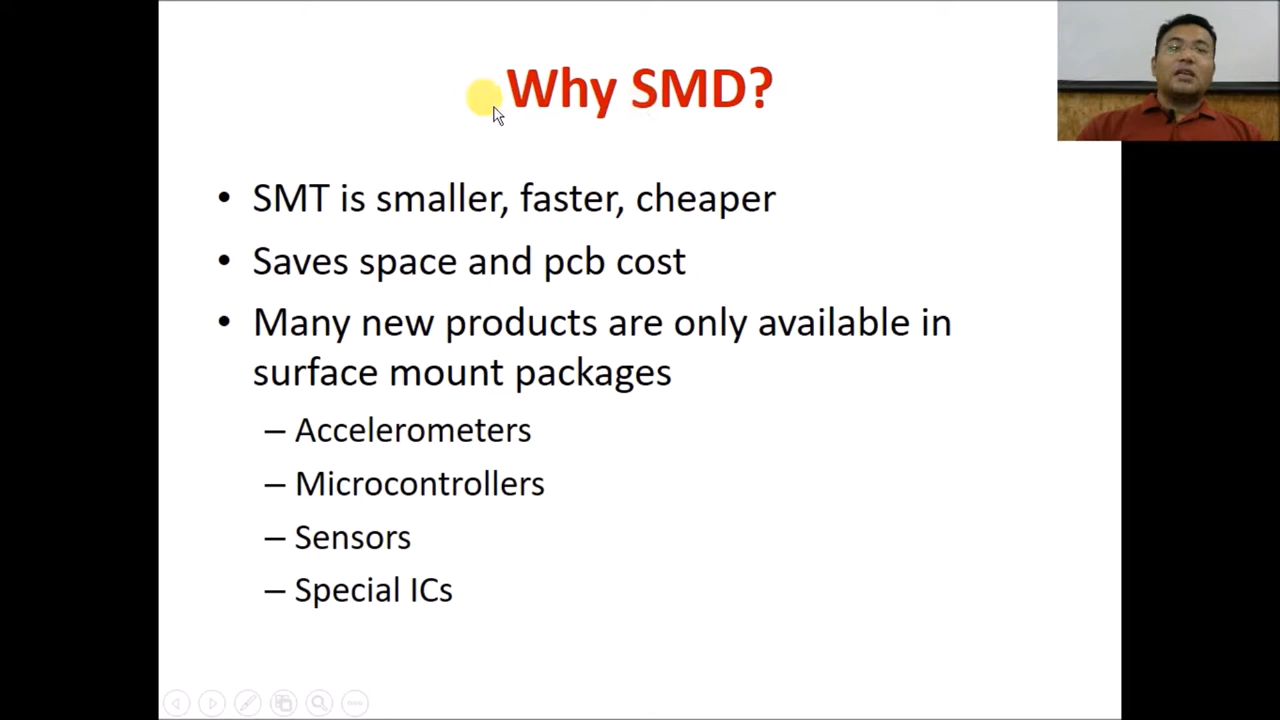 Why SMD?
• SMT is smaller, faster, cheaper
• Saves space and pcb cost
• Many new products are only available in
surface mount packages
– Accelerometers
– Microcontrollers
– Sensors
– Special ICs